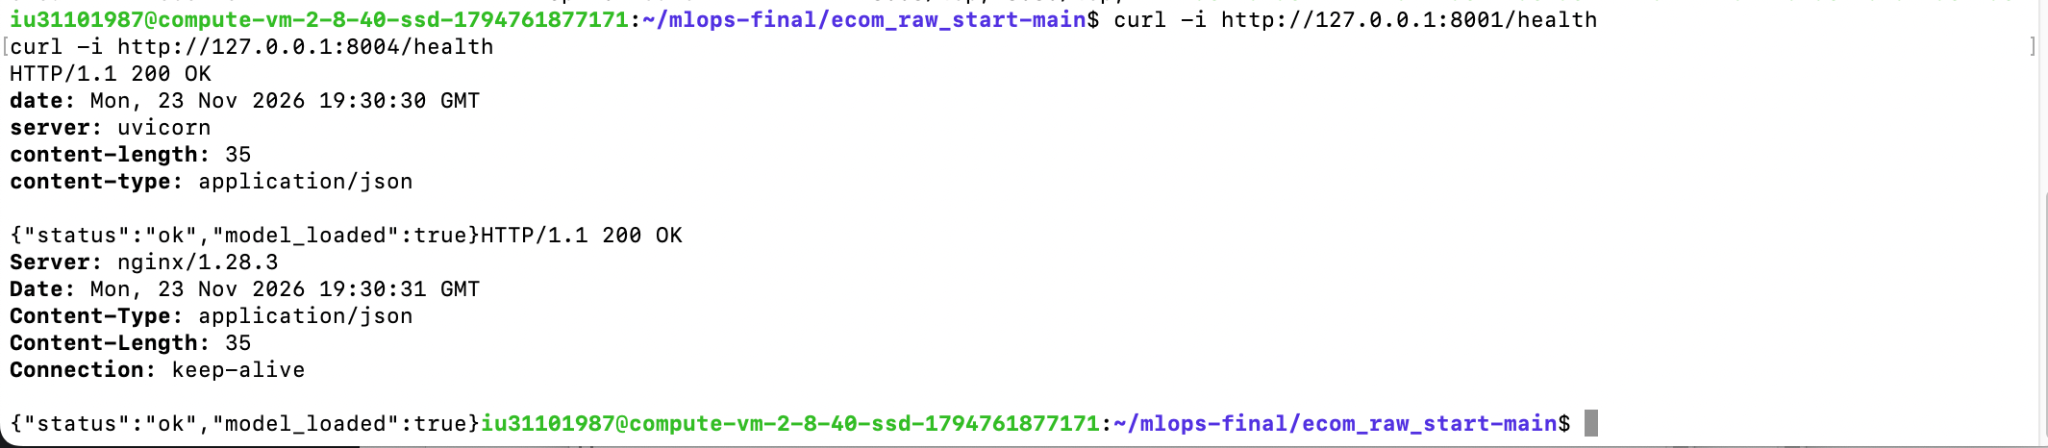 iu31101987@compute-vm-2-8-40-ssd-1794761877171:~/mlops-final/ecom_raw_start-main$ curl -i http://127.0.0.1:8001/health
[curl -i http://127.0.0.1:8004/health ]
HTTP/1.1 200 OK
date: Mon, 23 Nov 2026 19:30:30 GMT
server: uvicorn
content-length: 35
content-type: application/json

{"status":"ok","model_loaded":true}HTTP/1.1 200 OK
Server: nginx/1.28.3
Date: Mon, 23 Nov 2026 19:30:31 GMT
Content-Type: application/json
Content-Length: 35
Connection: keep-alive

{"status":"ok","model_loaded":true}iu31101987@compute-vm-2-8-40-ssd-1794761877171:~/mlops-final/ecom_raw_start-main$